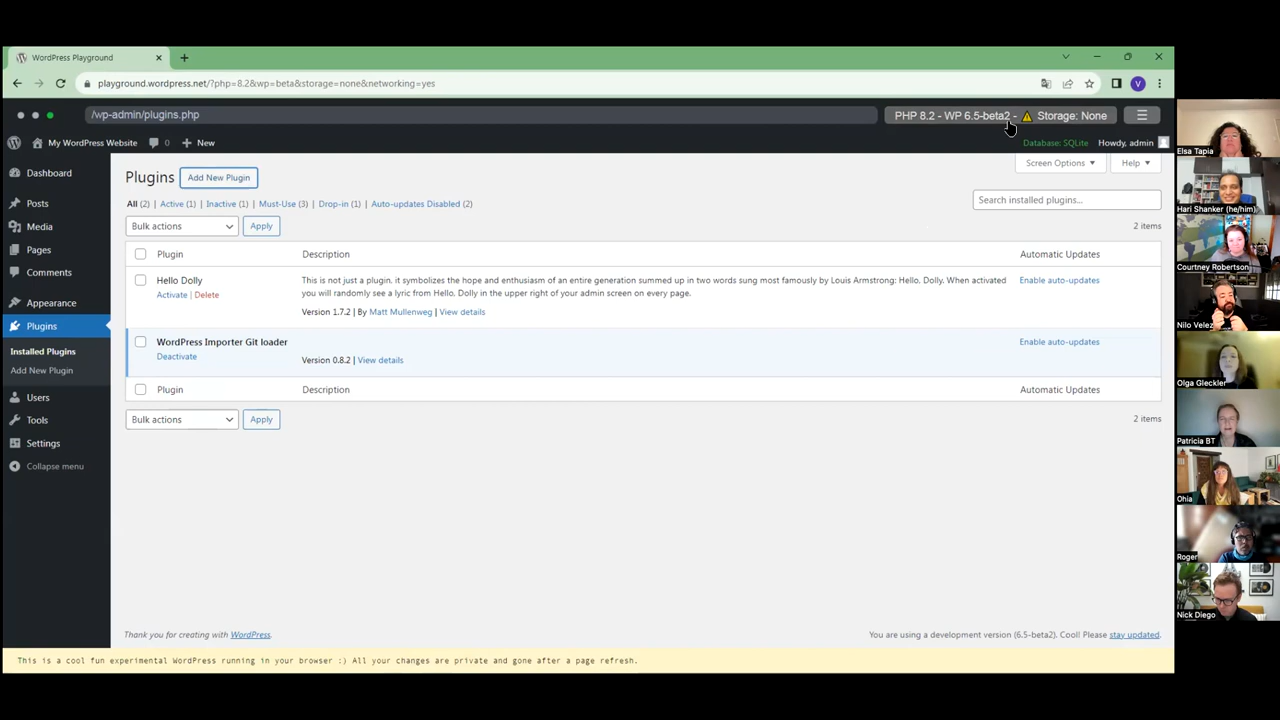 WordPress Playground
playground.wordpress.net/?php=8.2&wp=beta&storage=none&networking=yes
V
/wp-admin/plugins.php
PHP 8.2 - WP 6.5-beta2 - Storage: None
My WordPress Website 0 New
Database: SQLite Howdy, admin
Screen Options Help
Dashboard
Posts
Media
Pages
Comments
Appearance
Plugins
Installed Plugins
Add New Plugin
Users
Tools
Settings
Collapse menu
Plugins Add New Plugin
All (2) | Active (1) | Inactive (1) | Must-Use (3) | Drop-in (1) | Auto-updates Disabled (2)
Search installed plugins...
Bulk actions Apply
2 items
Plugin Description Automatic Updates
Hello Dolly
Activate | Delete
This is not just a plugin, it symbolizes the hope and enthusiasm of an entire generation summed up in two words sung most famously by Louis Armstrong: Hello, Dolly. When activated
you will randomly see a lyric from Hello, Dolly in the upper right of your admin screen on every page.
Version 1.7.2 | By Matt Mullenweg | View details
Enable auto-updates
WordPress Importer Git loader
Deactivate
Version 0.8.2 | View details
Enable auto-updates
Plugin Description Automatic Updates
Bulk actions Apply
2 items
Thank you for creating with WordPress.
You are using a development version (6.5-beta2). Cool! Please stay updated.
This is a cool fun experimental WordPress running in your browser :) All your changes are private and gone after a page refresh.
Elsa Tapia
Hari Shanker (he/him)
Courtney Robertson
Nilo Velez
Olga Gleckler
Patricia BT
Ohia
Roger
Nick Diego